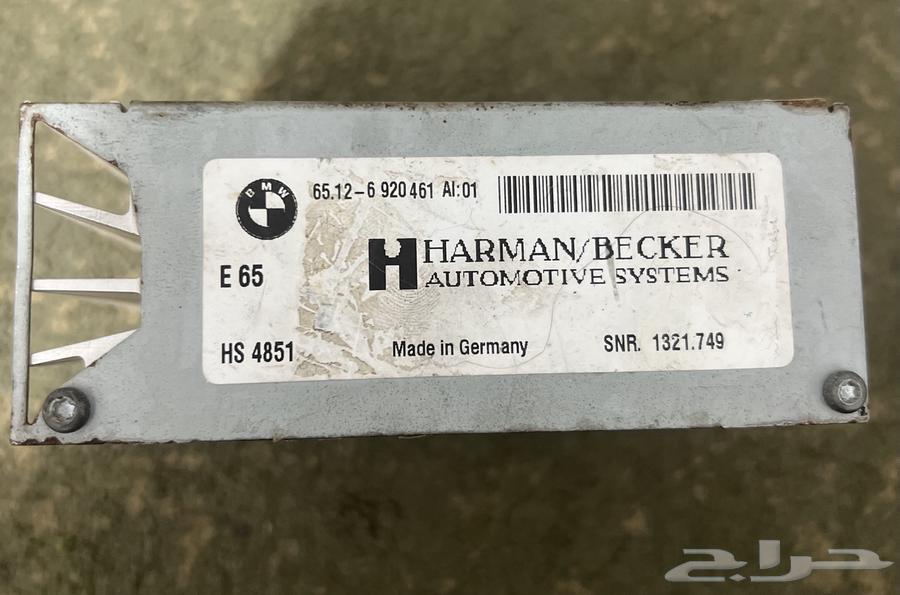 BMW
65.12-6 920 461 AI:01
HARMAN/BECKER
AUTOMOTIVE SYSTEMS
E 65
HS 4851
Made in Germany
SNR. 1321.749
حراج